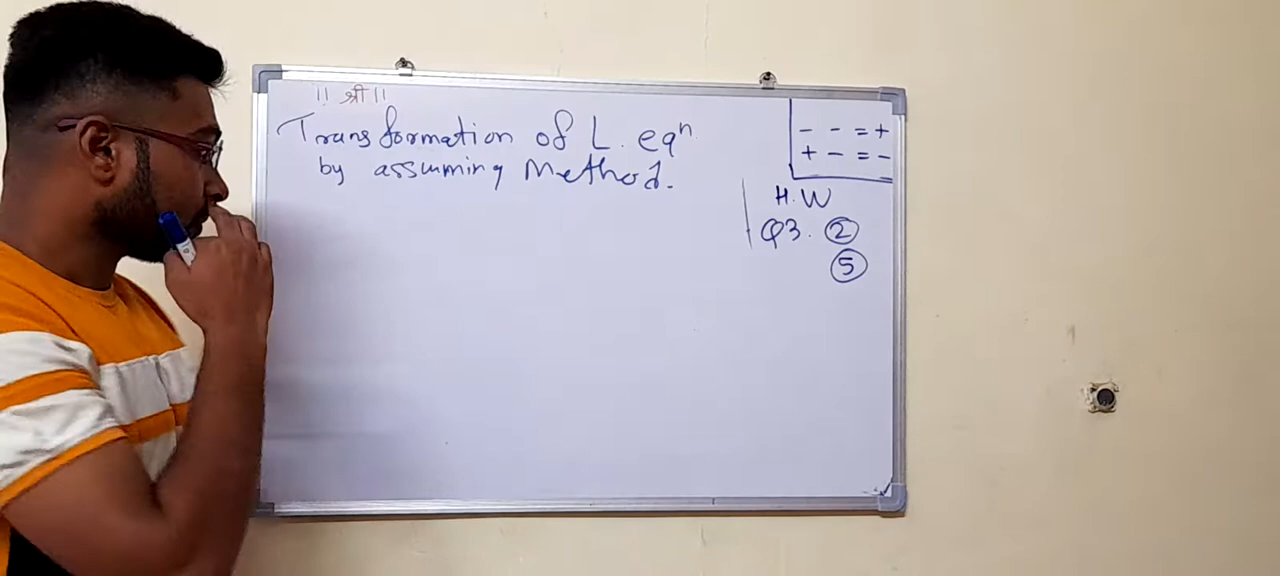 || श्री ||
Transformation of L. eqⁿ.
by assuming Method.
- - = +
+ - = -
H.W
Q3. ②
⑤